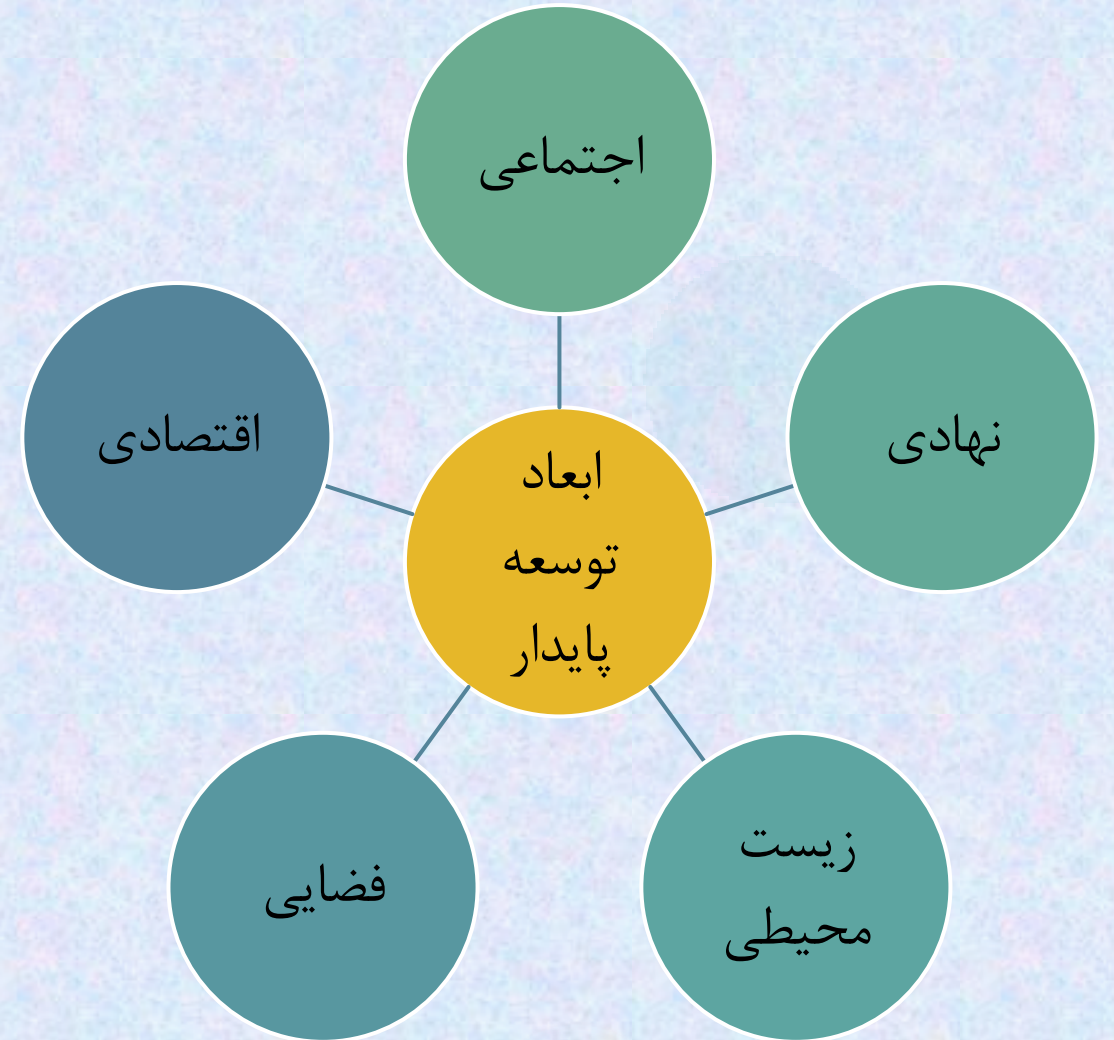 اجتماعی
نهادی
زیست
محیطی
فضایی
اقتصادی
ابعاد
توسعه
پایدار